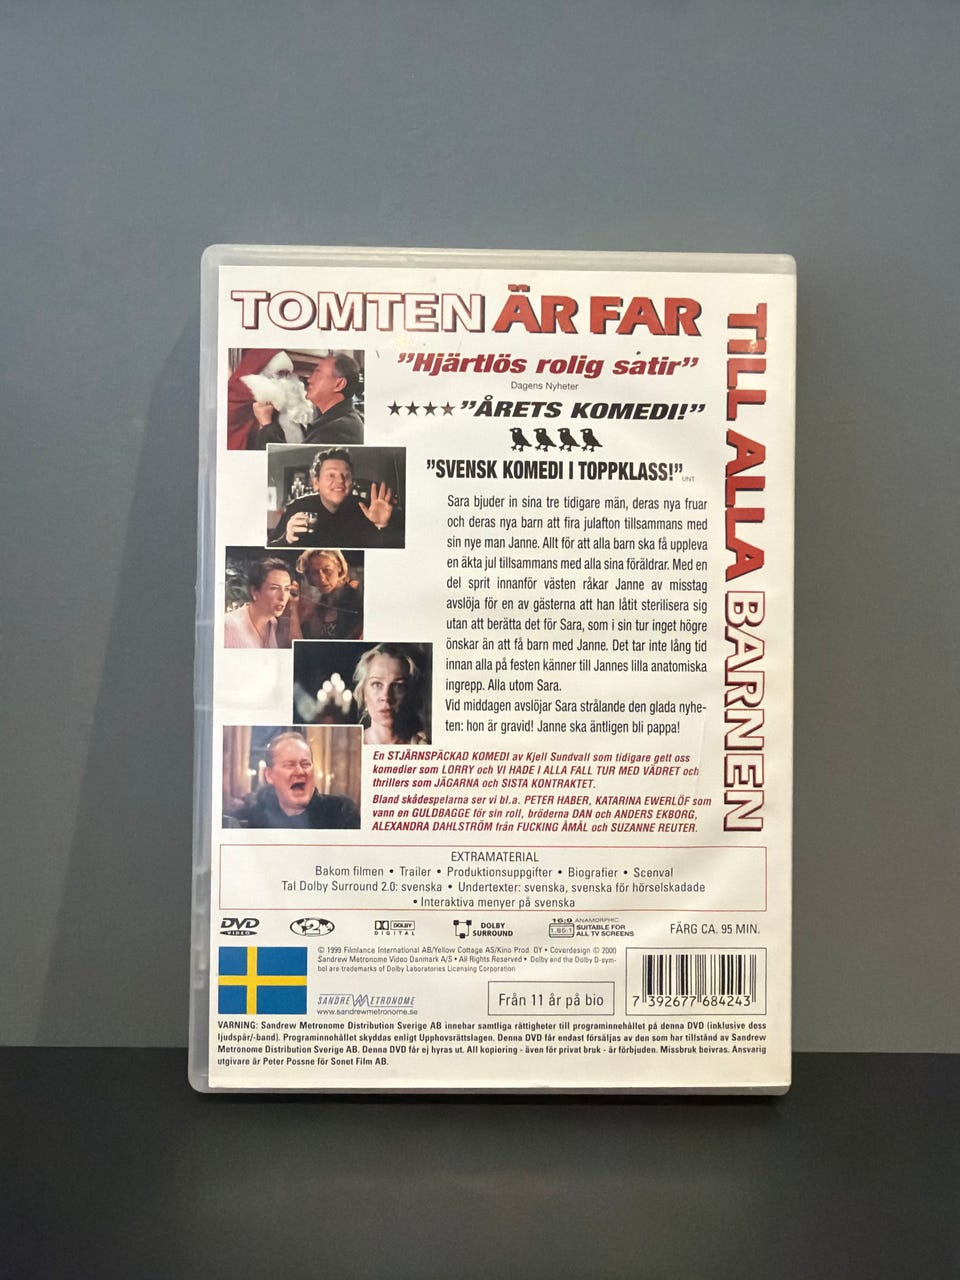 TOMTEN ÄR FAR
TILL ALLA BARNEN
"Hjärtlös rolig satir"
Dagens Nyheter
★★★★ "ÅRETS KOMEDI!"
"SVENSK KOMEDI I TOPPKLASS!"
UNT
Sara bjuder in sina tre tidigare män, deras nya fruar
och deras nya barn att fira julafton tillsammans med
sin nye man Janne. Allt för att alla barn ska få uppleva
en äkta jul tillsammans med alla sina föräldrar. Med en
del sprit innanför västen råkar Janne av misstag
avslöja för en av gästerna att han låtit sterilisera sig
utan att berätta det för Sara, som i sin tur inget högre
önskar än att få barn med Janne. Det tar inte lång tid
innan alla på festen känner till Jannes lilla anatomiska
ingrepp. Alla utom Sara.
Vid middagen avslöjar Sara strålande den glada nyhe-
ten: hon är gravid! Janne ska äntligen bli pappa!
En STJÄRNSPÄCKAD KOMEDI av Kjell Sundvall som tidigare gett oss
komedier som LORRY och VI HADE I ALLA FALL TUR MED VÄDRET och
thrillers som JÄGARNA och SISTA KONTRAKTET.
Bland skådespelarna ser vi bl.a. PETER HABER, KATARINA EWERLÖF som
vann en GULDBAGGE för sin roll, bröderna DAN och ANDERS EKBORG,
ALEXANDRA DAHLSTRÖM från FUCKING ÅMÅL och SUZANNE REUTER.
EXTRAMATERIAL
Bakom filmen • Trailer • Produktionsuppgifter • Biografier • Scenval
Tal Dolby Surround 2.0: svenska • Undertexter: svenska, svenska för hörselskadade
• Interaktiva menyer på svenska
DVD VIDEO
2
DOLBY DIGITAL
DOLBY SURROUND
16:9 ANAMORPHIC
1.85:1 SUITABLE FOR ALL TV SCREENS
FÄRG CA. 95 MIN.
© 1999 Filmlance International AB/Yellow Cottage AS/Kino Prod. OY • Coverdesign © 2000
Sandrew Metronome Video Danmark A/S • All Rights Reserved • Dolby and the Dolby D-sym-
bol are trademarks of Dolby Laboratories Licensing Corporation
SANDREW METRONOME
www.sandrewmetronome.se
Från 11 år på bio
7 392677 684243
VARNING: Sandrew Metronome Distribution Sverige AB innehar samtliga rättigheter till programinnehållet på denna DVD (inklusive dess
ljudspår/-band). Programinnehållet skyddas enligt Upphovsrättslagen. Denna DVD får endast försäljas av den som har tillstånd av Sandrew
Metronome Distribution Sverige AB. Denna DVD får ej hyras ut. All kopiering - även för privat bruk - är förbjuden. Missbruk beivras. Ansvarig
utgivare är Peter Possne för Sonet Film AB.